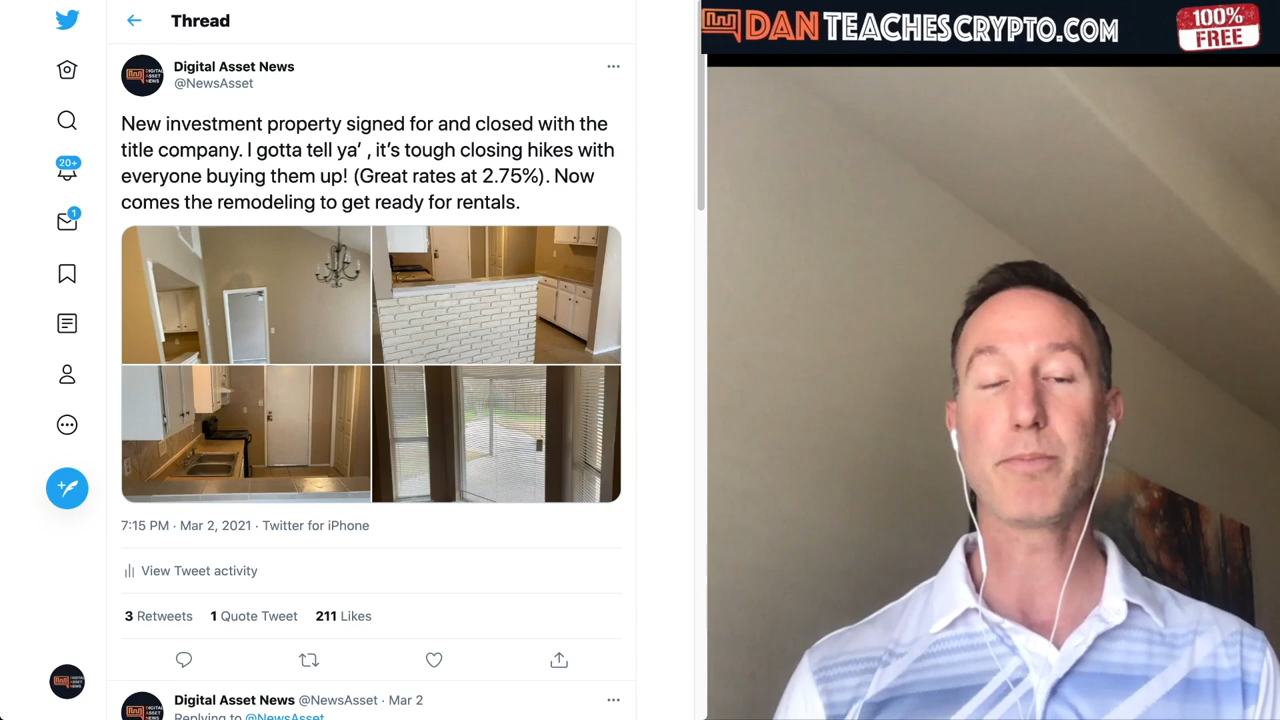 Thread
Digital Asset News
@NewsAsset
New investment property signed for and closed with the
title company. I gotta tell ya’ , it’s tough closing hikes with
everyone buying them up! (Great rates at 2.75%). Now
comes the remodeling to get ready for rentals.
7:15 PM · Mar 2, 2021 · Twitter for iPhone
View Tweet activity
3 Retweets 1 Quote Tweet 211 Likes
Digital Asset News @NewsAsset · Mar 2
Replying to @NewsAsset
20+
1
DANTEACHESCRYPTO.COM
100%
FREE